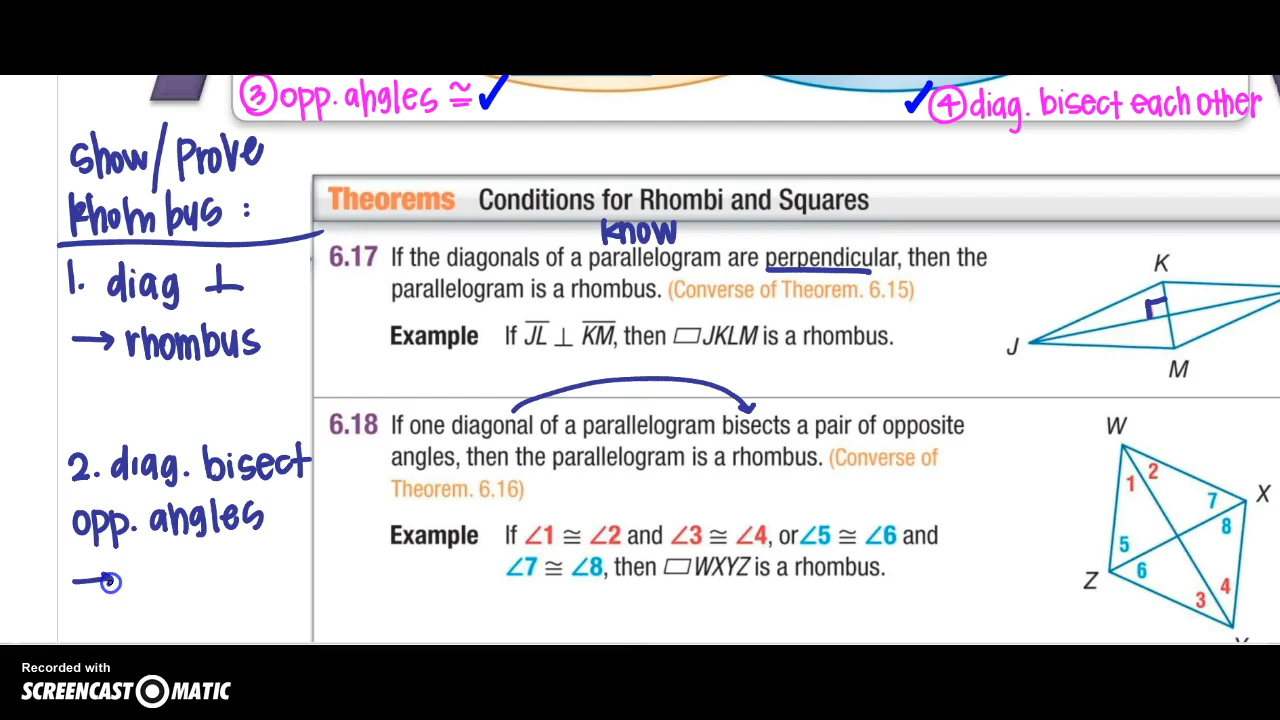 ③ opp. angles ≅ ✓
✓ ④ diag. bisect each other
show/prove
rhombus:
1. diag ⊥
→ rhombus
2. diag. bisect
opp. angles
→
Theorems Conditions for Rhombi and Squares
know
6.17 If the diagonals of a parallelogram are perpendicular, then the
parallelogram is a rhombus. (Converse of Theorem. 6.15)
Example If JL ⊥ KM, then ▱JKLM is a rhombus.
K
J
M
6.18 If one diagonal of a parallelogram bisects a pair of opposite
angles, then the parallelogram is a rhombus. (Converse of
Theorem. 6.16)
Example If ∠1 ≅ ∠2 and ∠3 ≅ ∠4, or ∠5 ≅ ∠6 and
∠7 ≅ ∠8, then ▱WXYZ is a rhombus.
W
1 2
7 X
8
5
Z 6
3 4
Recorded with
SCREENCAST-O-MATIC